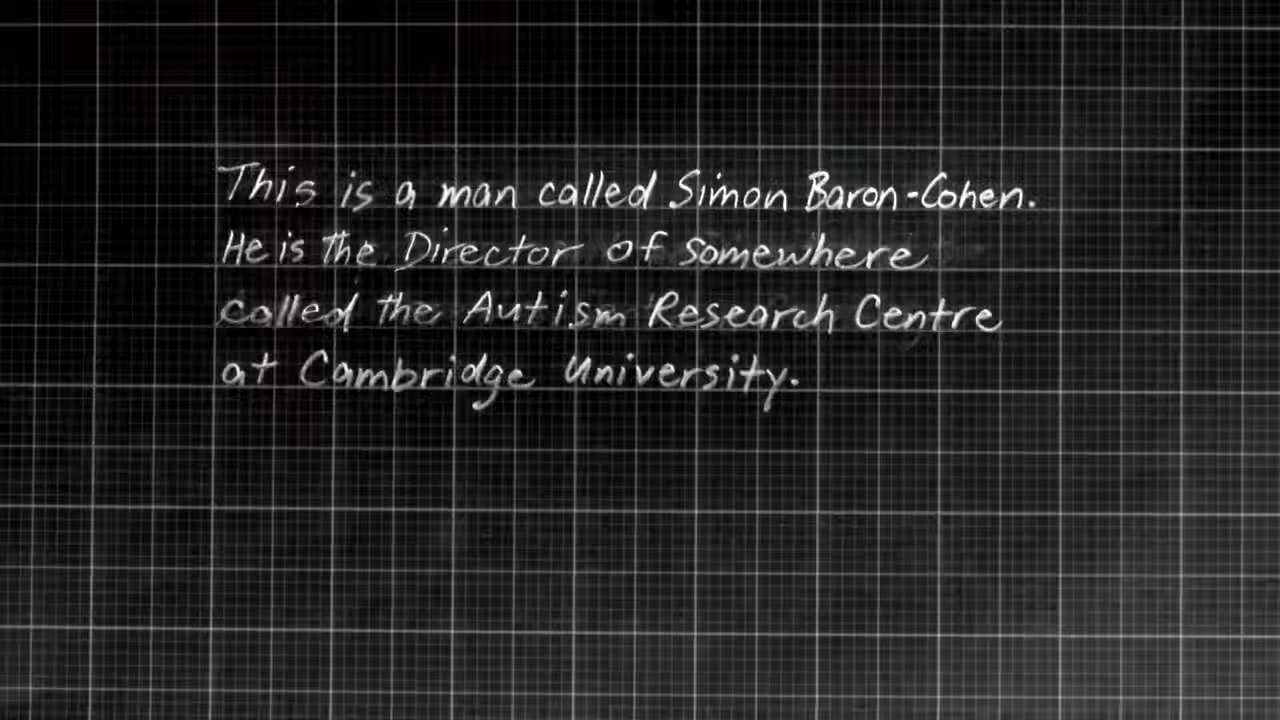 This is a man called Simon Baron-Cohen.
He is the Director of somewhere
called the Autism Research Centre
at Cambridge University.